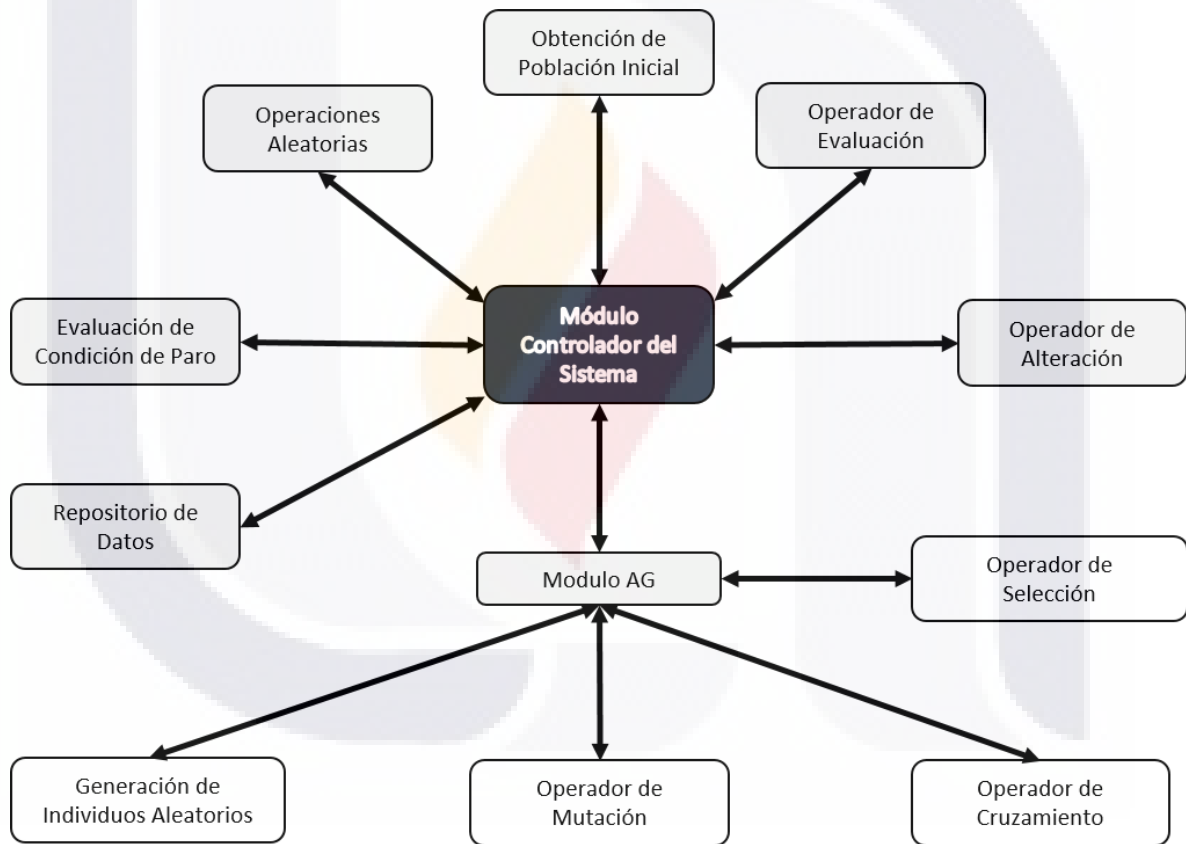 Obtención de
Población Inicial
Operaciones
Aleatorias
Operador de
Evaluación
Evaluación de
Condición de Paro
Módulo
Controlador del
Sistema
Operador de
Alteración
Repositorio de
Datos
Modulo AG
Operador de
Selección
Generación de
Individuos Aleatorios
Operador de
Mutación
Operador de
Cruzamiento